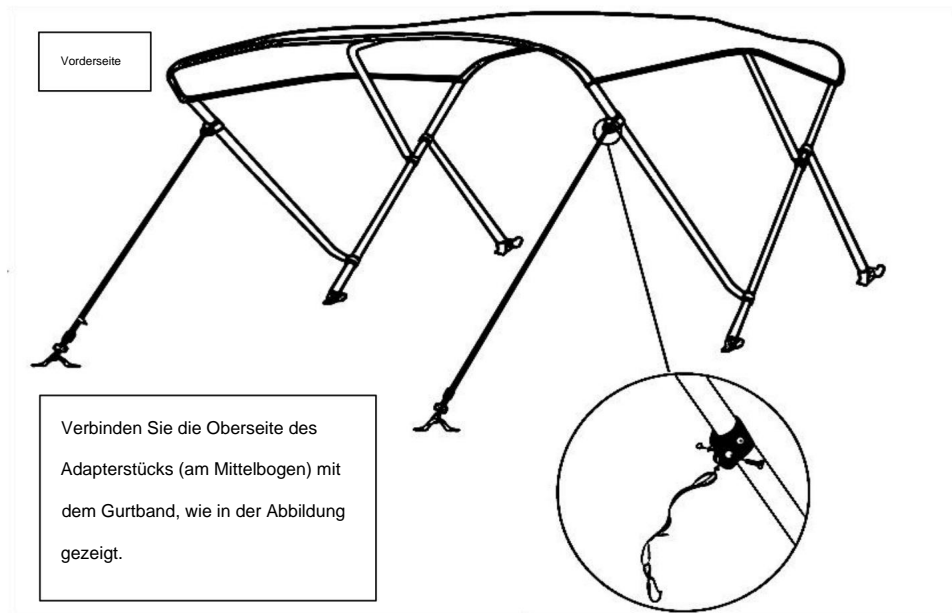 Vorderseite
Verbinden Sie die Oberseite des
Adapterstücks (am Mittelbogen) mit
dem Gurtband, wie in der Abbildung
gezeigt.